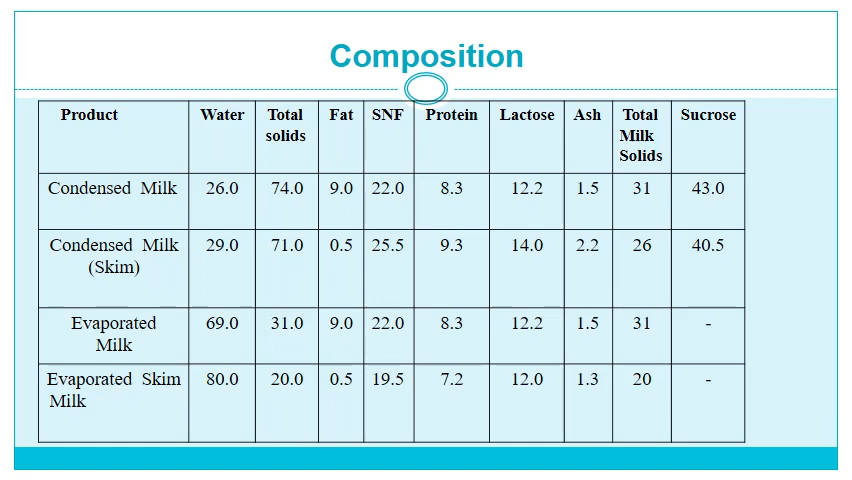 Composition
Product Water Total solids Fat SNF Protein Lactose Ash Total Milk Solids Sucrose
Condensed Milk 26.0 74.0 9.0 22.0 8.3 12.2 1.5 31 43.0
Condensed Milk (Skim) 29.0 71.0 0.5 25.5 9.3 14.0 2.2 26 40.5
Evaporated Milk 69.0 31.0 9.0 22.0 8.3 12.2 1.5 31 -
Evaporated Skim Milk 80.0 20.0 0.5 19.5 7.2 12.0 1.3 20 -